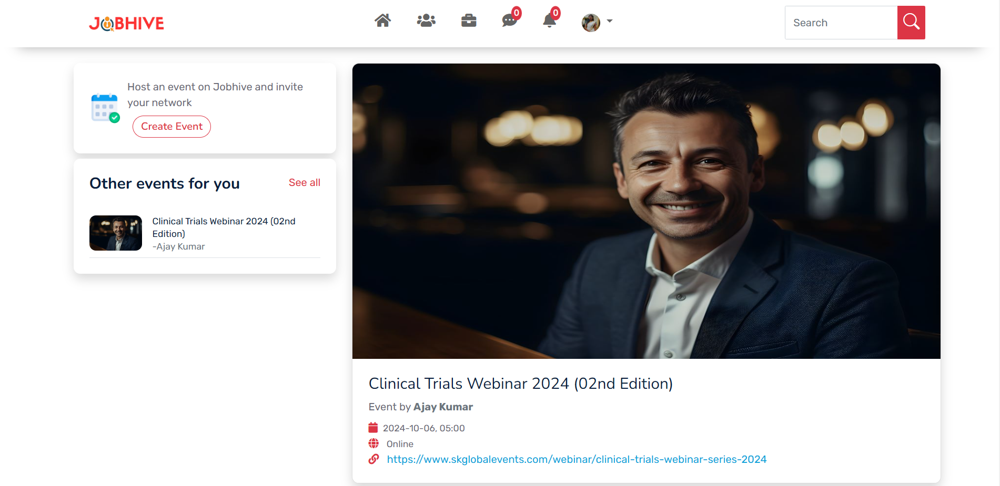 JOBHIVE
0
0
Search
Host an event on Jobhive and invite
your network
Create Event
Other events for you
See all
Clinical Trials Webinar 2024 (02nd
Edition)
-Ajay Kumar
Clinical Trials Webinar 2024 (02nd Edition)
Event by Ajay Kumar
2024-10-06, 05:00
Online
https://www.skglobalevents.com/webinar/clinical-trials-webinar-series-2024